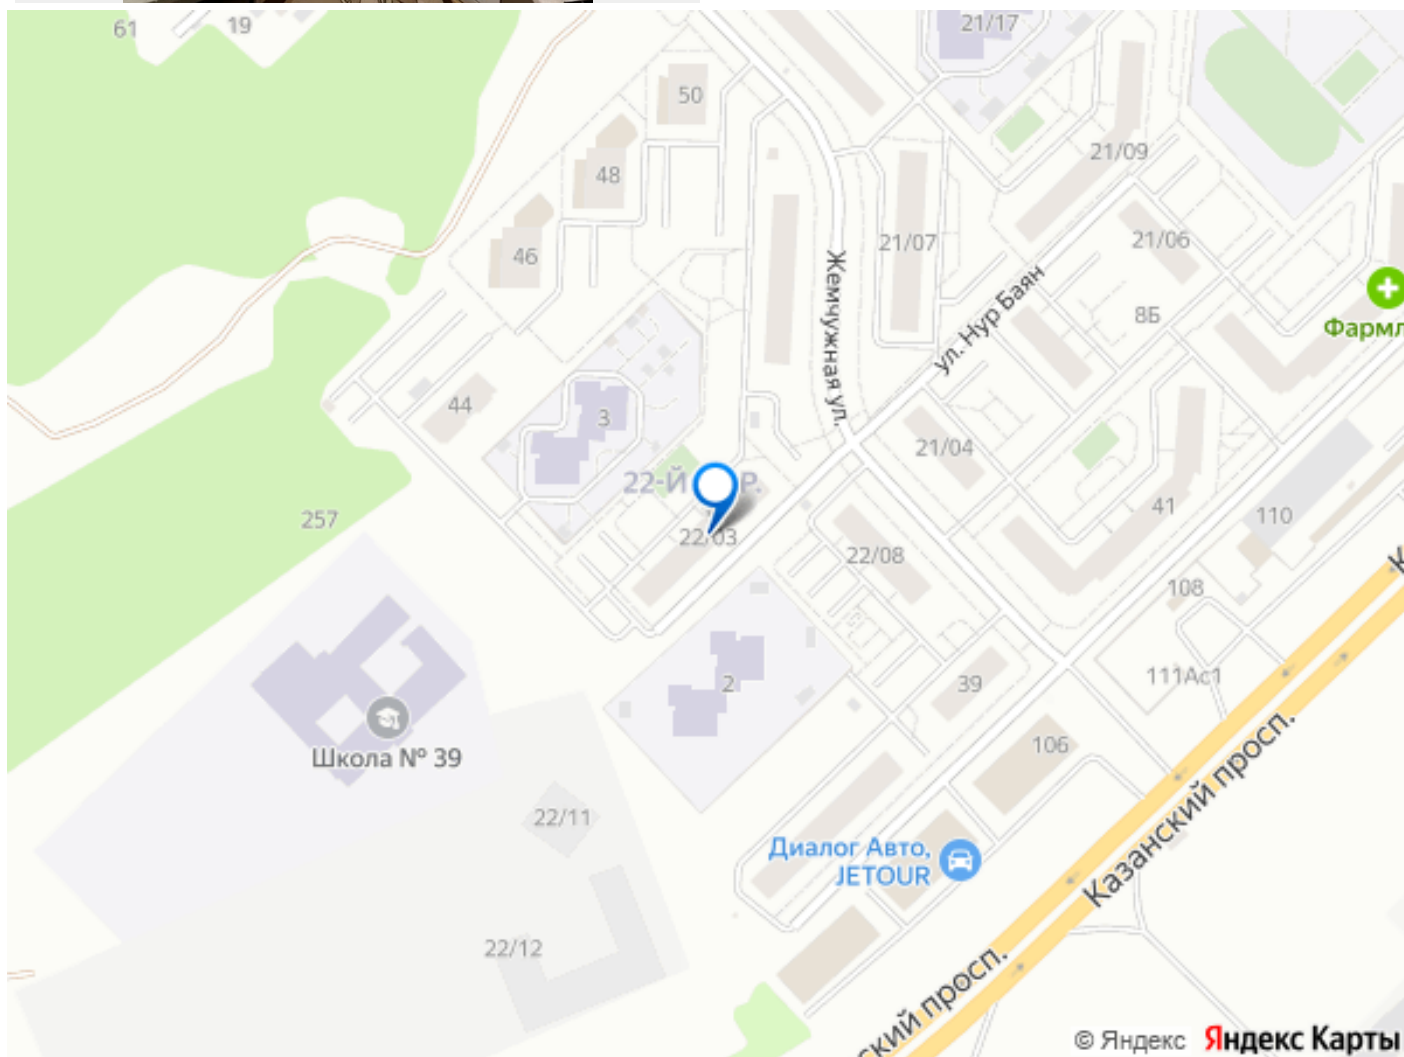 61
19
21/17
50
21/09
48
21/07
21/06
46
Жемчужная ул.
ул. Нур Баян
8Б
Фармл
44
3
21/04
22-Й
Р.
41
257
110
22/03
22/08
108
2
39
111Ас1
Школа № 39
106
22/11
Казанский просп.
Диалог Авто,
JETOUR
22/12
ский просп.
К
© Яндекс Яндекс Карты